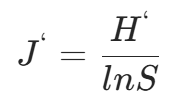 J‘ = H‘ / lnS